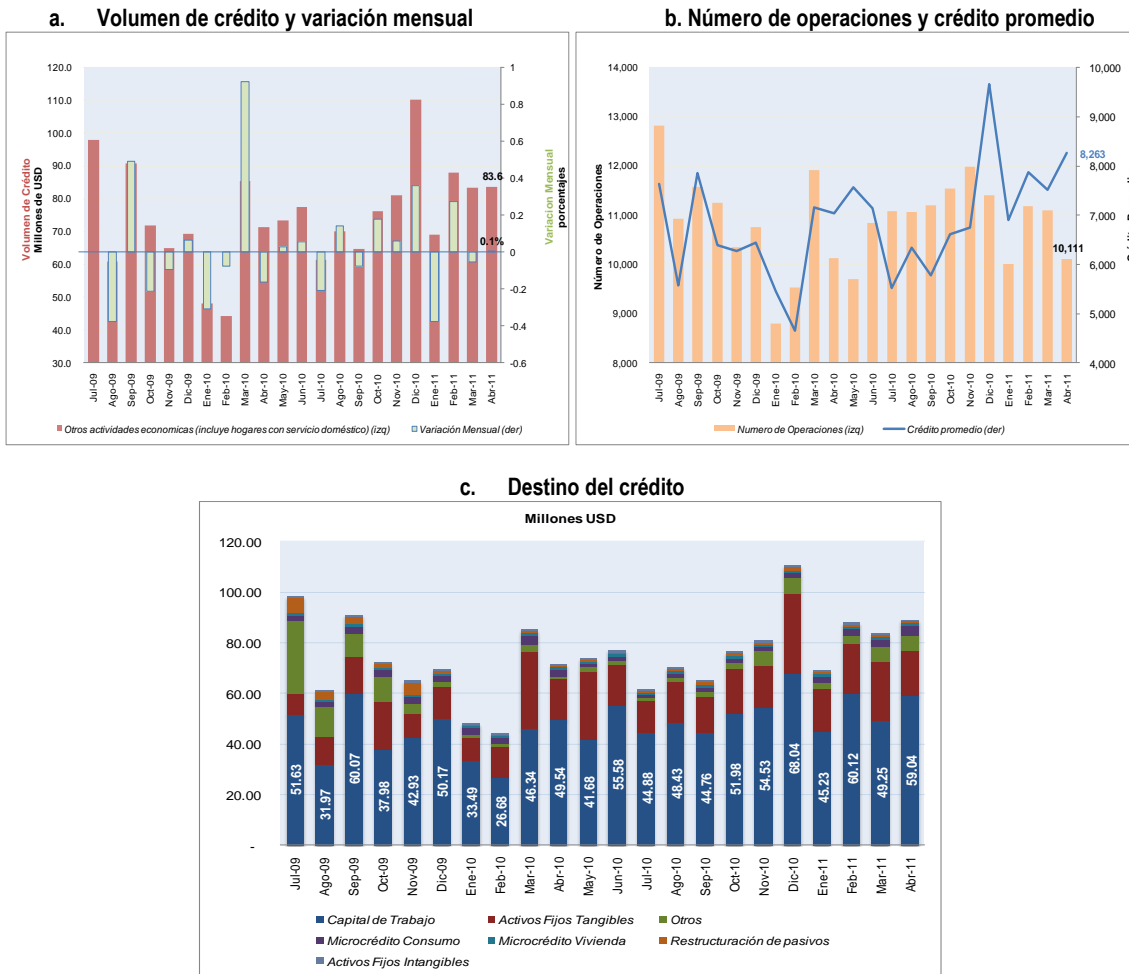 a. Volumen de crédito y variación mensual
Volumen de Crédito
Millones de USD
120.0
110.0
100.0
90.0
80.0
70.0
60.0
50.0
40.0
30.0
83.6
0.1%
1
0.8
0.6
0.4
0.2
0
-0.2
-0.4
-0.6
Variacion Mensual
porcentajes
Jul-09
Ago-09
Sep-09
Oct-09
Nov-09
Dic-09
Ene-10
Feb-10
Mar-10
Abr-10
May-10
Jun-10
Jul-10
Ago-10
Sep-10
Oct-10
Nov-10
Dic-10
Ene-11
Feb-11
Mar-11
Abr-11
Otros actividades economicas (incluye hogares con servicio doméstico) (izq)
Variación Mensual (der)
b. Número de operaciones y crédito promedio
Número de Operaciones
14,000
13,000
12,000
11,000
10,000
9,000
8,000
8,263
10,111
10,000
9,000
8,000
7,000
6,000
5,000
4,000
Jul-09
Ago-09
Sep-09
Oct-09
Nov-09
Dic-09
Ene-10
Feb-10
Mar-10
Abr-10
May-10
Jun-10
Jul-10
Ago-10
Sep-10
Oct-10
Nov-10
Dic-10
Ene-11
Feb-11
Mar-11
Abr-11
Numero de Operaciones (izq)
Crédito promedio (der)
c. Destino del crédito
Millones USD
120.00
100.00
80.00
60.00
40.00
20.00
-
51.63
31.97
60.07
37.98
42.93
50.17
33.49
26.68
46.34
49.54
41.68
55.58
44.88
48.43
44.76
51.98
54.53
68.04
45.23
60.12
49.25
59.04
Jul-09
Ago-09
Sep-09
Oct-09
Nov-09
Dic-09
Ene-10
Feb-10
Mar-10
Abr-10
May-10
Jun-10
Jul-10
Ago-10
Sep-10
Oct-10
Nov-10
Dic-10
Ene-11
Feb-11
Mar-11
Abr-11
Capital de Trabajo
Activos Fijos Tangibles
Otros
Microcrédito Consumo
Microcrédito Vivienda
Restructuración de pasivos
Activos Fijos Intangibles